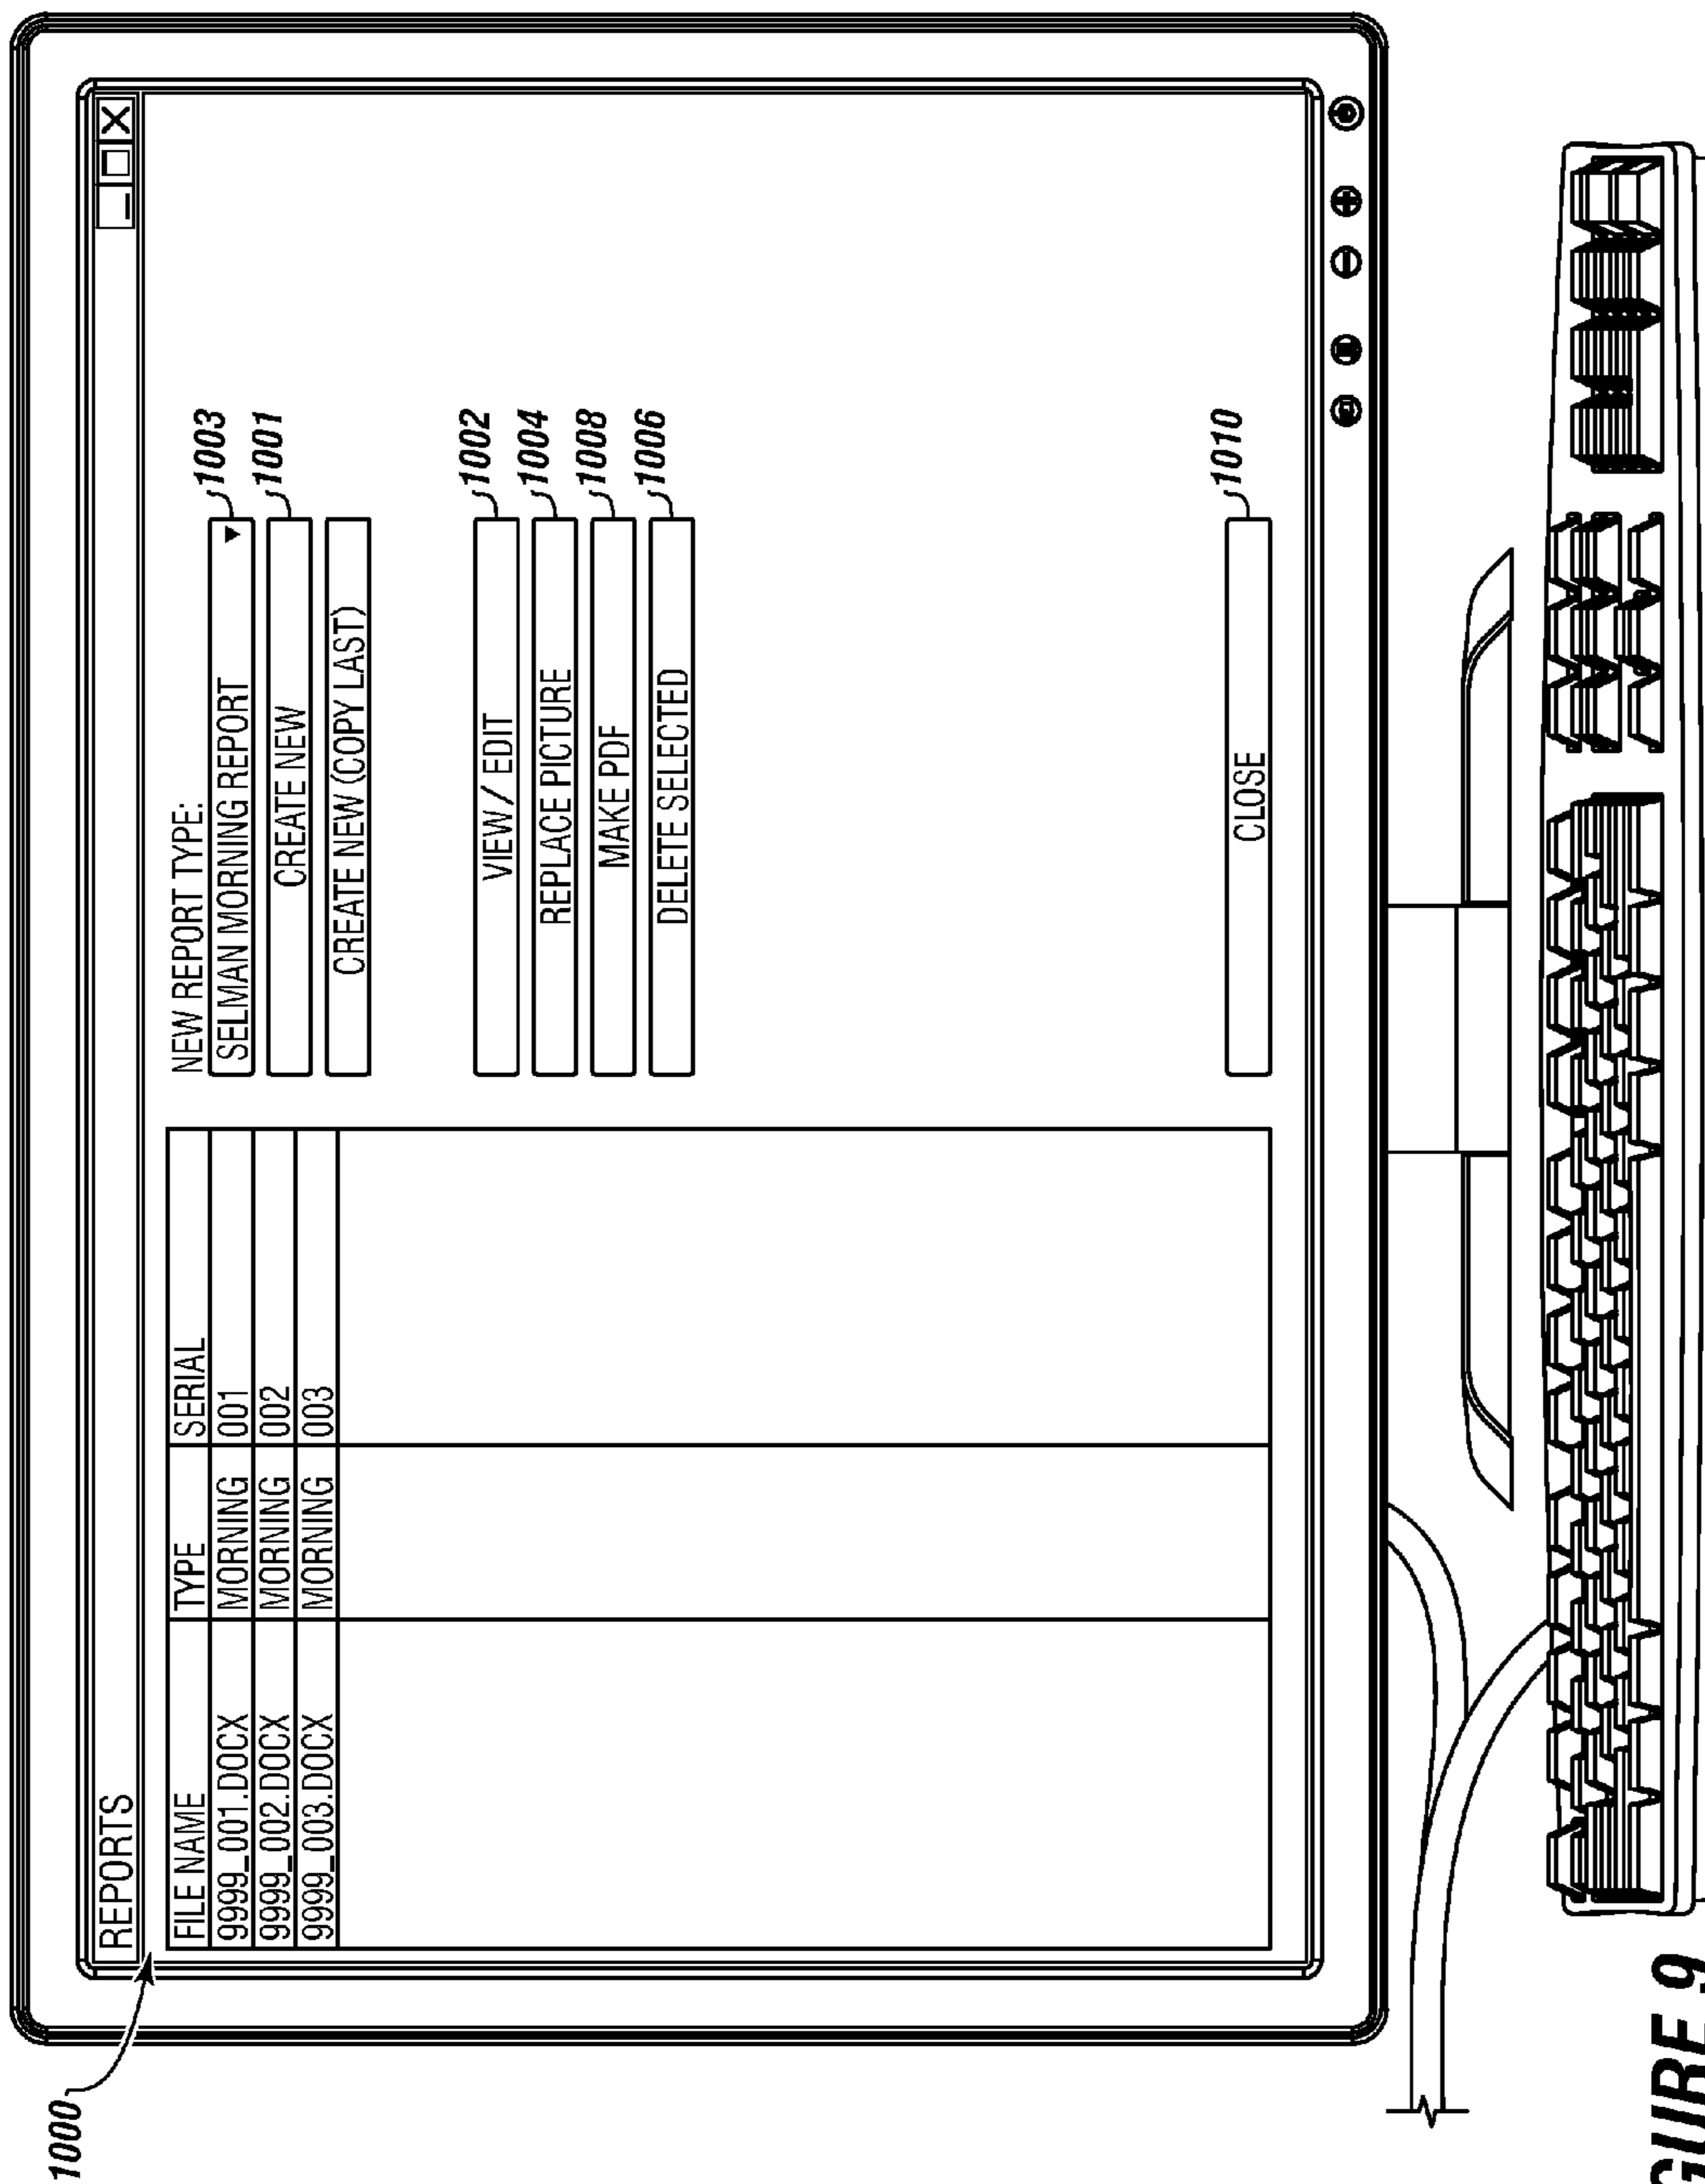 1000
REPORTS
FILE NAME TYPE SERIAL
9999_001.DOCX MORNING 001
9999_002.DOCX MORNING 002
9999_003.DOCX MORNING 003
NEW REPORT TYPE:
SELMAN MORNING REPORT 1003
CREATE NEW 1001
CREATE NEW (COPY LAST)
VIEW / EDIT 1002
REPLACE PICTURE 1004
MAKE PDF 1008
DELETE SELECTED 1006
CLOSE 1010
9